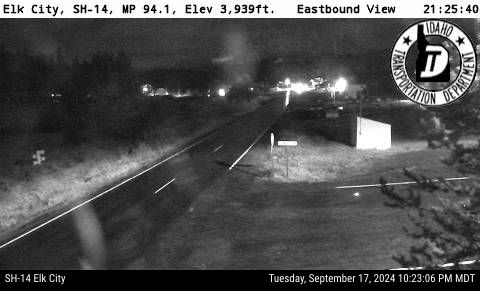 Elk City, SH-14, MP 94.1, Elev 3,939ft. Eastbound View 21:25:40
IDAHO
TRANSPORTATION DEPARTMENT
SH-14 Elk City
Tuesday, September 17, 2024 10:23:06 PM MDT